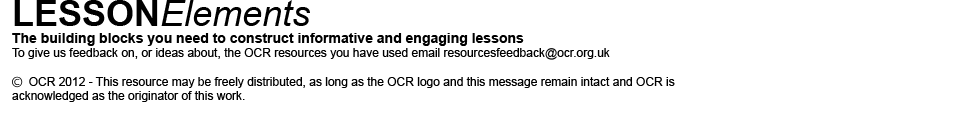 LESSONElements
The building blocks you need to construct informative and engaging lessons
To give us feedback on, or ideas about, the OCR resources you have used email resourcesfeedback@ocr.org.uk
© OCR 2012 - This resource may be freely distributed, as long as the OCR logo and this message remain intact and OCR is
acknowledged as the originator of this work.